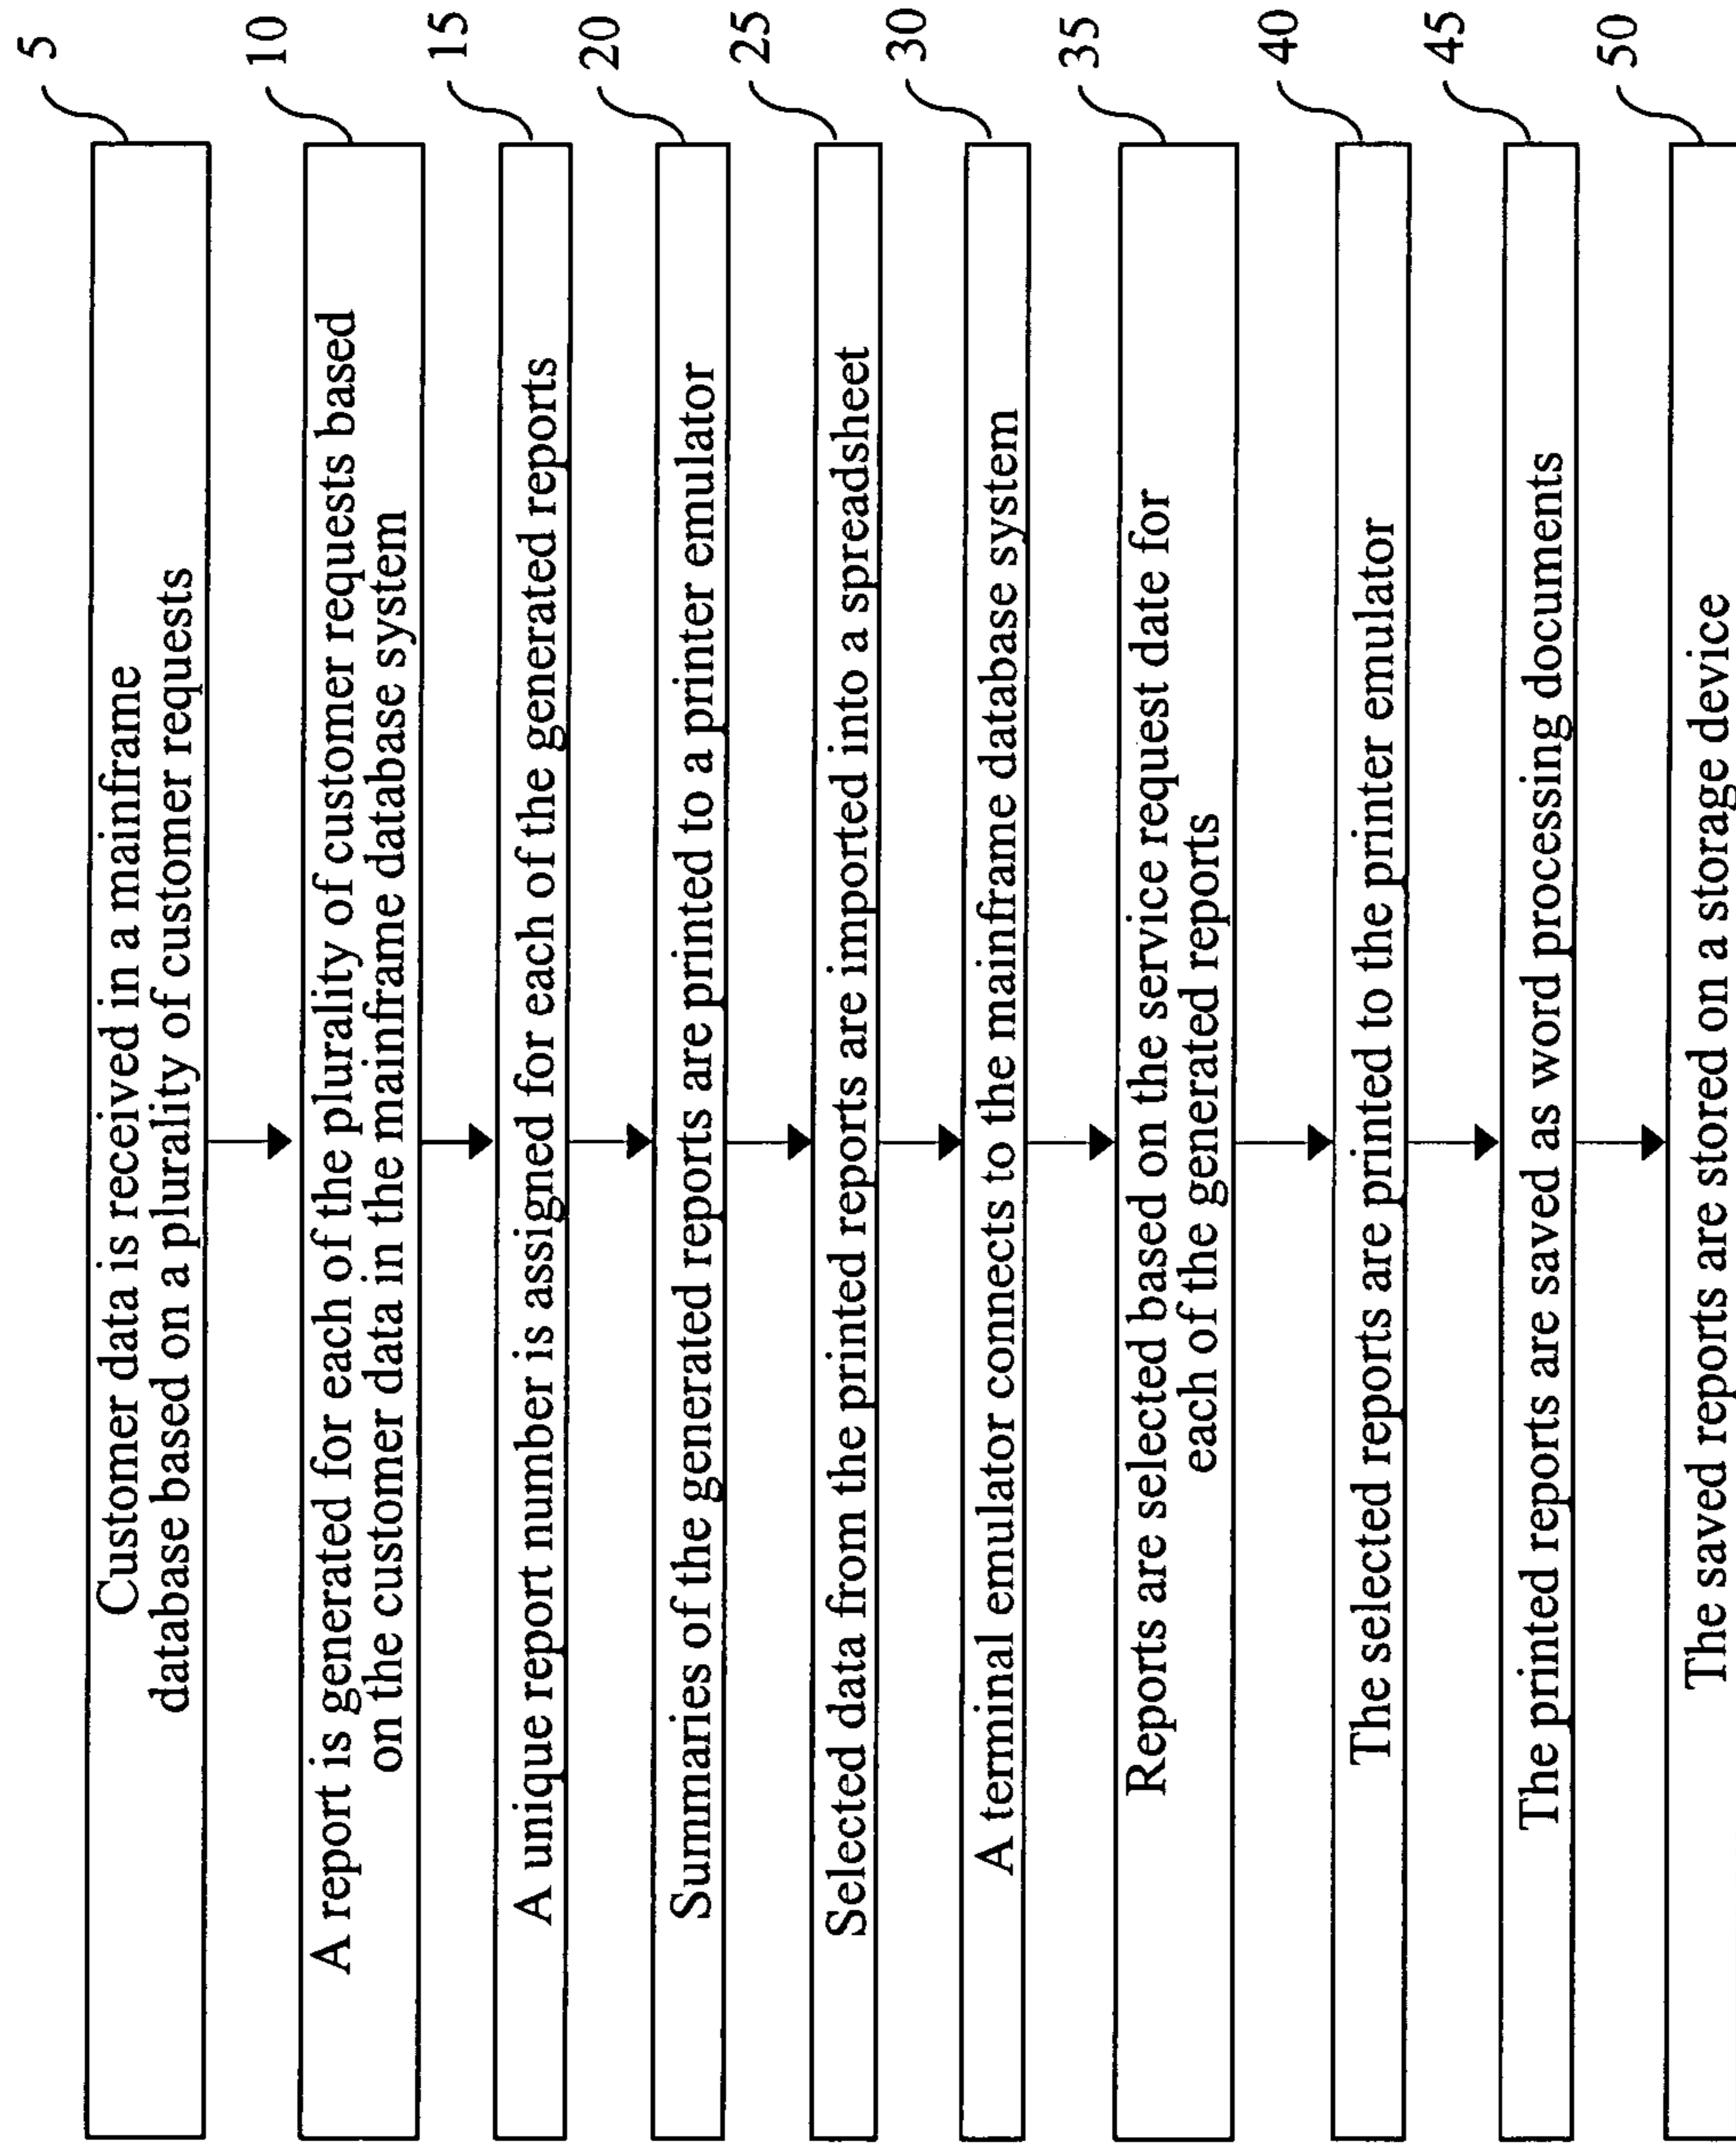 5
Customer data is received in a mainframe
database based on a plurality of customer requests
10
A report is generated for each of the plurality of customer requests based
on the customer data in the mainframe database system
15
A unique report number is assigned for each of the generated reports
20
Summaries of the generated reports are printed to a printer emulator
25
Selected data from the printed reports are imported into a spreadsheet
30
A terminal emulator connects to the mainframe database system
35
Reports are selected based on the service request date for
each of the generated reports
40
The selected reports are printed to the printer emulator
45
The printed reports are saved as word processing documents
50
The saved reports are stored on a storage device